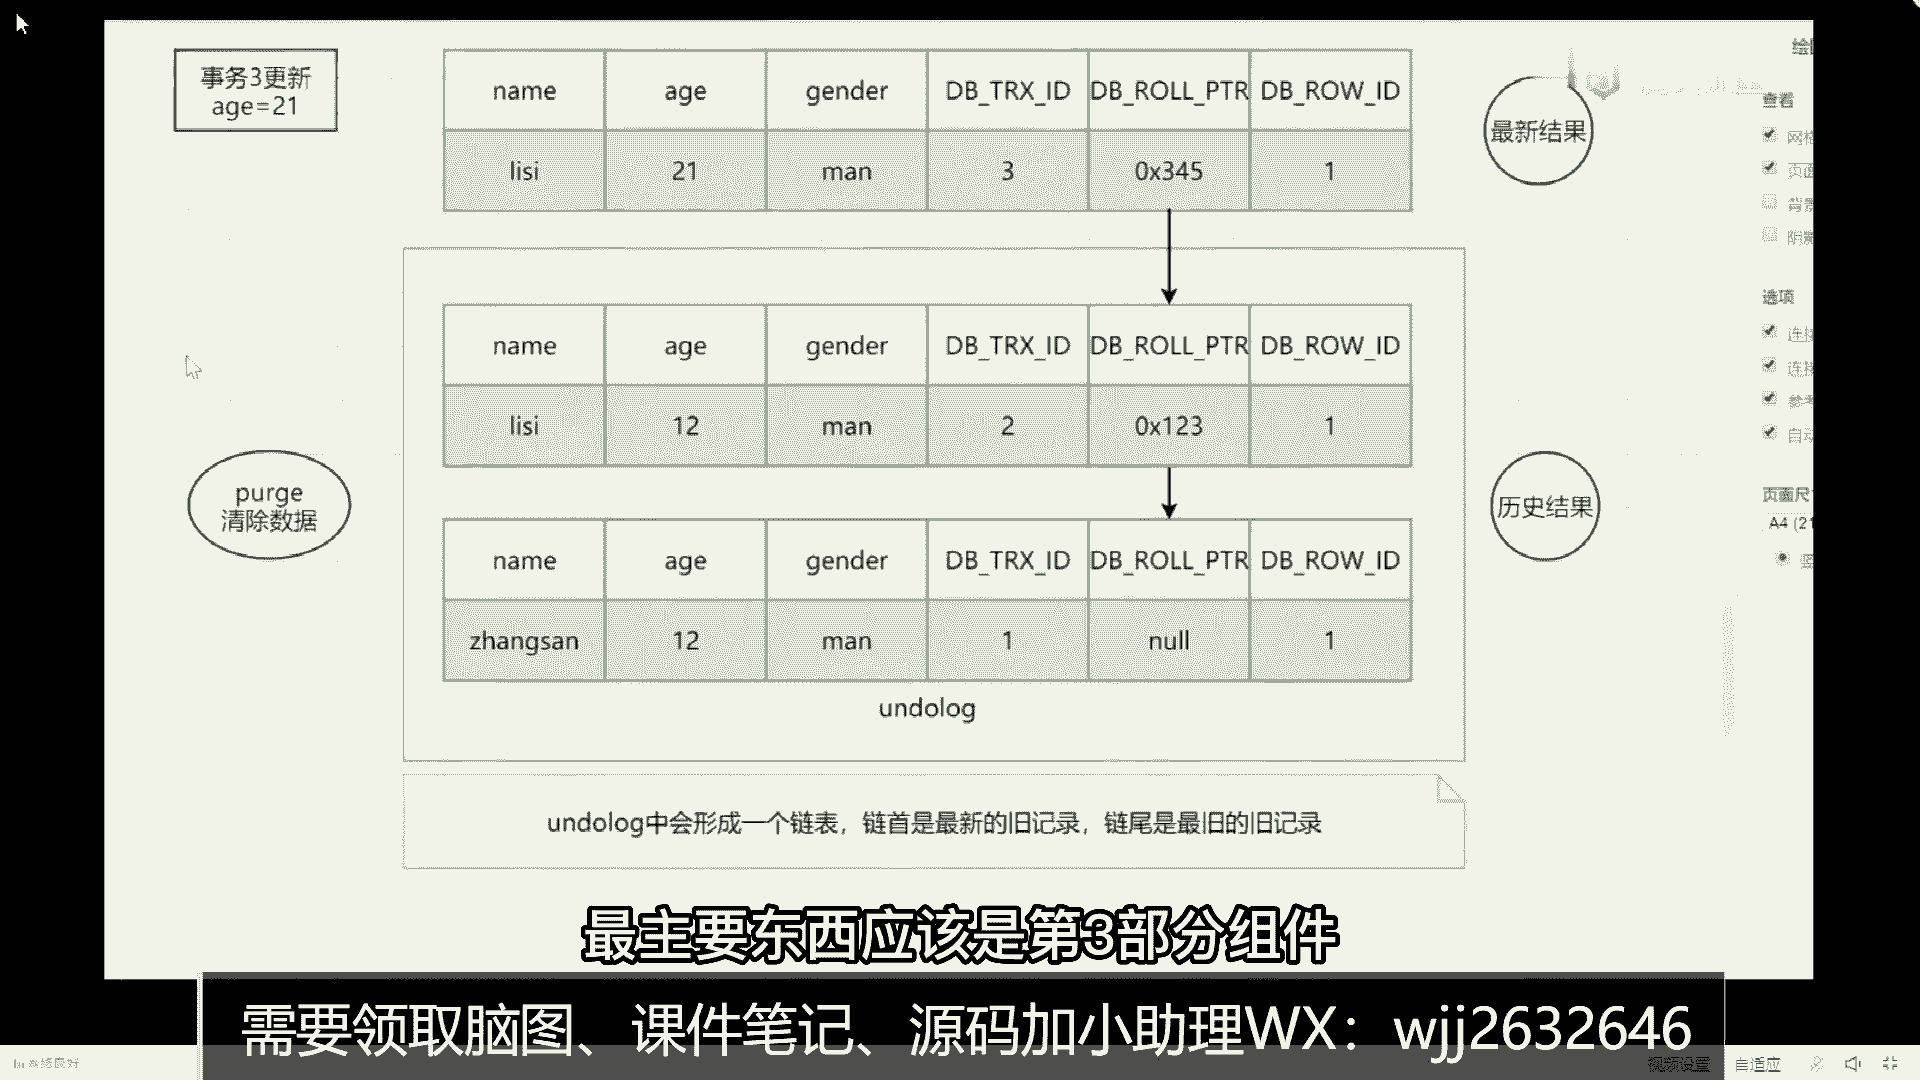 事务3更新
age=21
name age gender DB_TRX_ID DB_ROLL_PTR DB_ROW_ID
lisi 21 man 3 0x345 1
最新结果
name age gender DB_TRX_ID DB_ROLL_PTR DB_ROW_ID
lisi 12 man 2 0x123 1
purge
清除数据
历史结果
name age gender DB_TRX_ID DB_ROLL_PTR DB_ROW_ID
zhangsan 12 man 1 null 1
undolog
undolog中会形成一个链表，链首是最新的旧记录，链尾是最旧的旧记录
查看
选项
A4 (21
最主要东西应该是第3部分组件
需要领取脑图、课件笔记、源码加小助理WX：wjj2632646
网络良好
视频设置
自适应